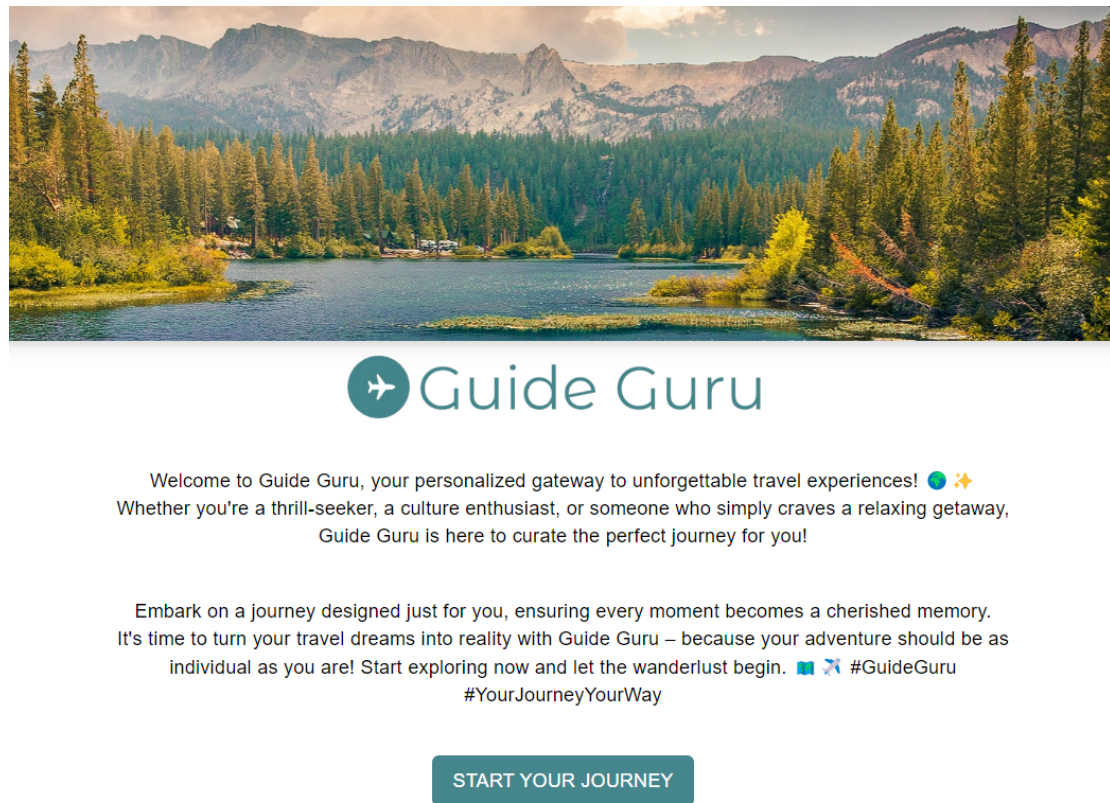 Guide Guru
Welcome to Guide Guru, your personalized gateway to unforgettable travel experiences! 🌍 ✨
Whether you're a thrill-seeker, a culture enthusiast, or someone who simply craves a relaxing getaway,
Guide Guru is here to curate the perfect journey for you!
Embark on a journey designed just for you, ensuring every moment becomes a cherished memory.
It's time to turn your travel dreams into reality with Guide Guru – because your adventure should be as
individual as you are! Start exploring now and let the wanderlust begin. 🗺️ ✈️ #GuideGuru
#YourJourneyYourWay
START YOUR JOURNEY